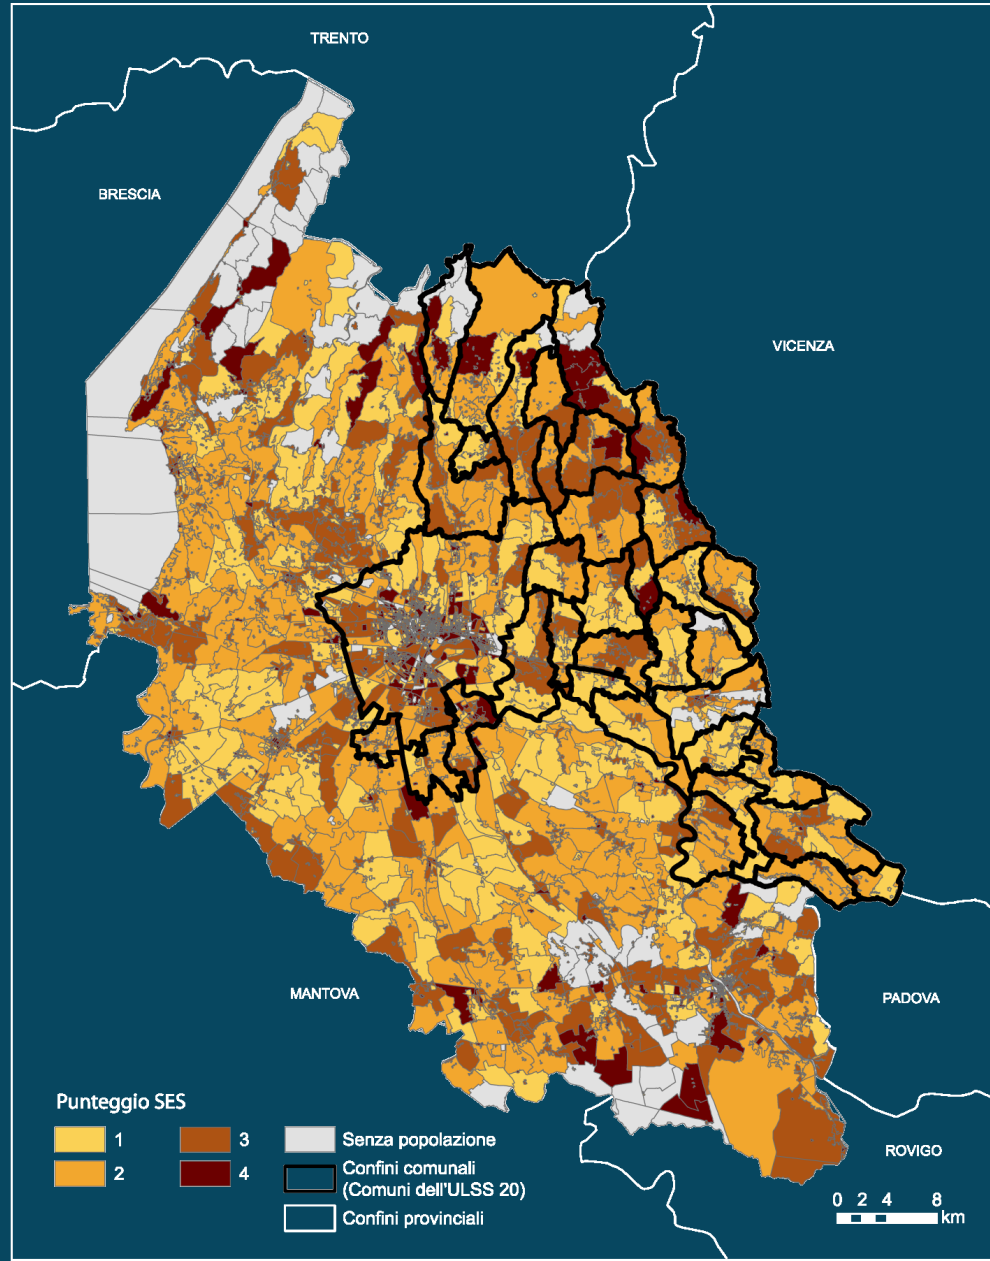 TRENTO
BRESCIA
VICENZA
MANTOVA
PADOVA
ROVIGO
Punteggio SES
1
2
3
4
Senza popolazione
Confini comunali
(Comuni dell'ULSS 20)
Confini provinciali
0 2 4 8
km